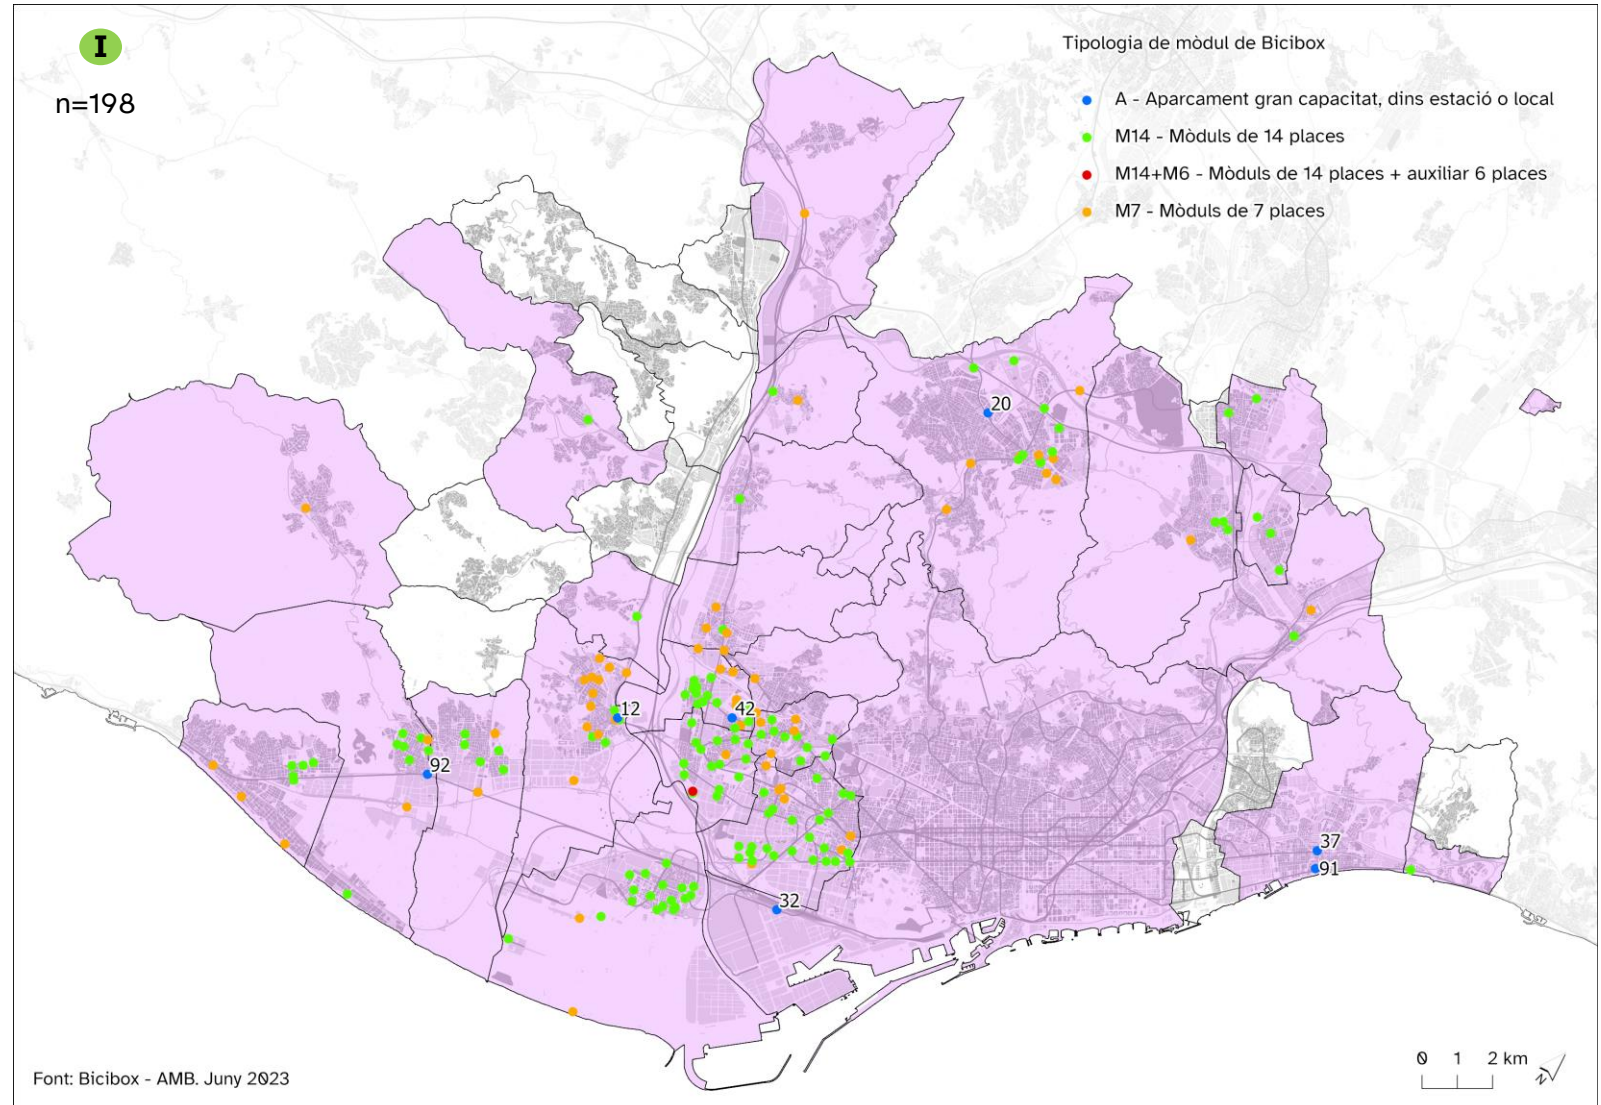 I
n=198
Tipologia de mòdul de Bicibox
A - Aparcament gran capacitat, dins estació o local
M14 - Mòduls de 14 places
M14+M6 - Mòduls de 14 places + auxiliar 6 places
M7 - Mòduls de 7 places
20
12
42
92
37
91
32
0 1 2 km
N
Font: Bicibox - AMB. Juny 2023